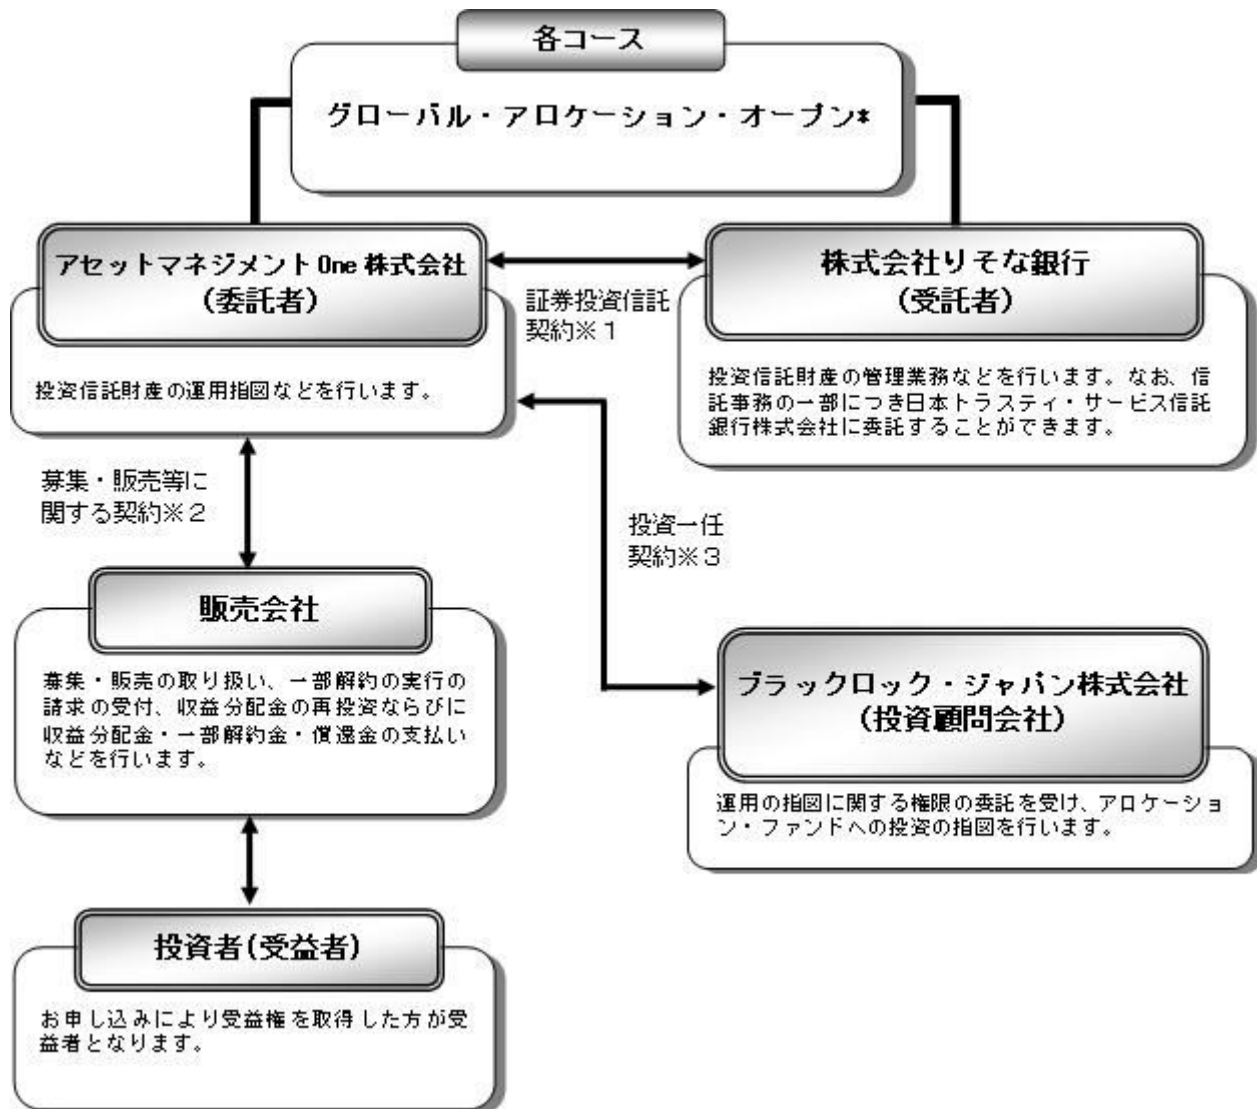 各コース
グローバル・アロケーション・オープン*
アセットマネジメントOne 株式会社
(委託者)
投資信託財産の運用指図などを行います。
証券投資信託
契約※１
株式会社りそな銀行
(受託者)
投資信託財産の管理業務などを行います。なお、信
託事務の一部につき日本トラスティ・サービス信託
銀行株式会社に委託することができます。
募集・販売等に
関する契約※２
投資一任
契約※３
販売会社
募集・販売の取り扱い、一部解約の実行の
請求の受付、収益分配金の再投資ならびに
収益分配金・一部解約金・償還金の支払い
などを行います。
ブラックロック・ジャパン株式会社
(投資顧問会社)
運用の指図に関する権限の委託を受け、アロケーショ
ン・ファンドへの投資の指図を行います。
投資者(受益者)
お申し込みにより受益権を取得した方が受
益者となります。